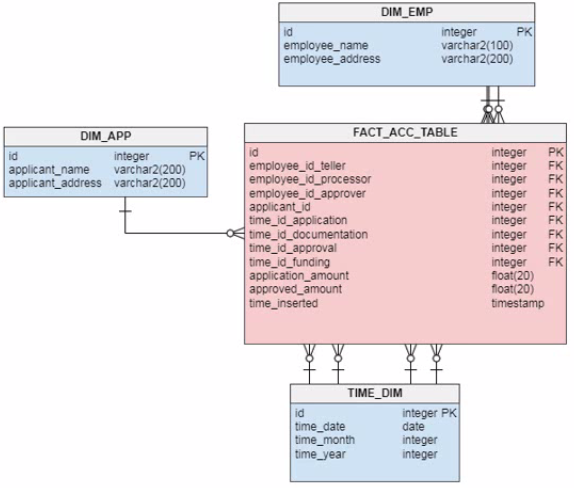 DIM_EMP
id integer PK
employee_name varchar2(100)
employee_address varchar2(200)
DIM_APP
id integer PK
applicant_name varchar2(200)
applicant_address varchar2(200)
FACT_ACC_TABLE
id integer PK
employee_id_teller integer FK
employee_id_processor integer FK
employee_id_approver integer FK
applicant_id integer FK
time_id_application integer FK
time_id_documentation integer FK
time_id_approval integer FK
time_id_funding integer FK
application_amount float(20)
approved_amount float(20)
time_inserted timestamp
TIME_DIM
id integer PK
time_date date
time_month integer
time_year integer